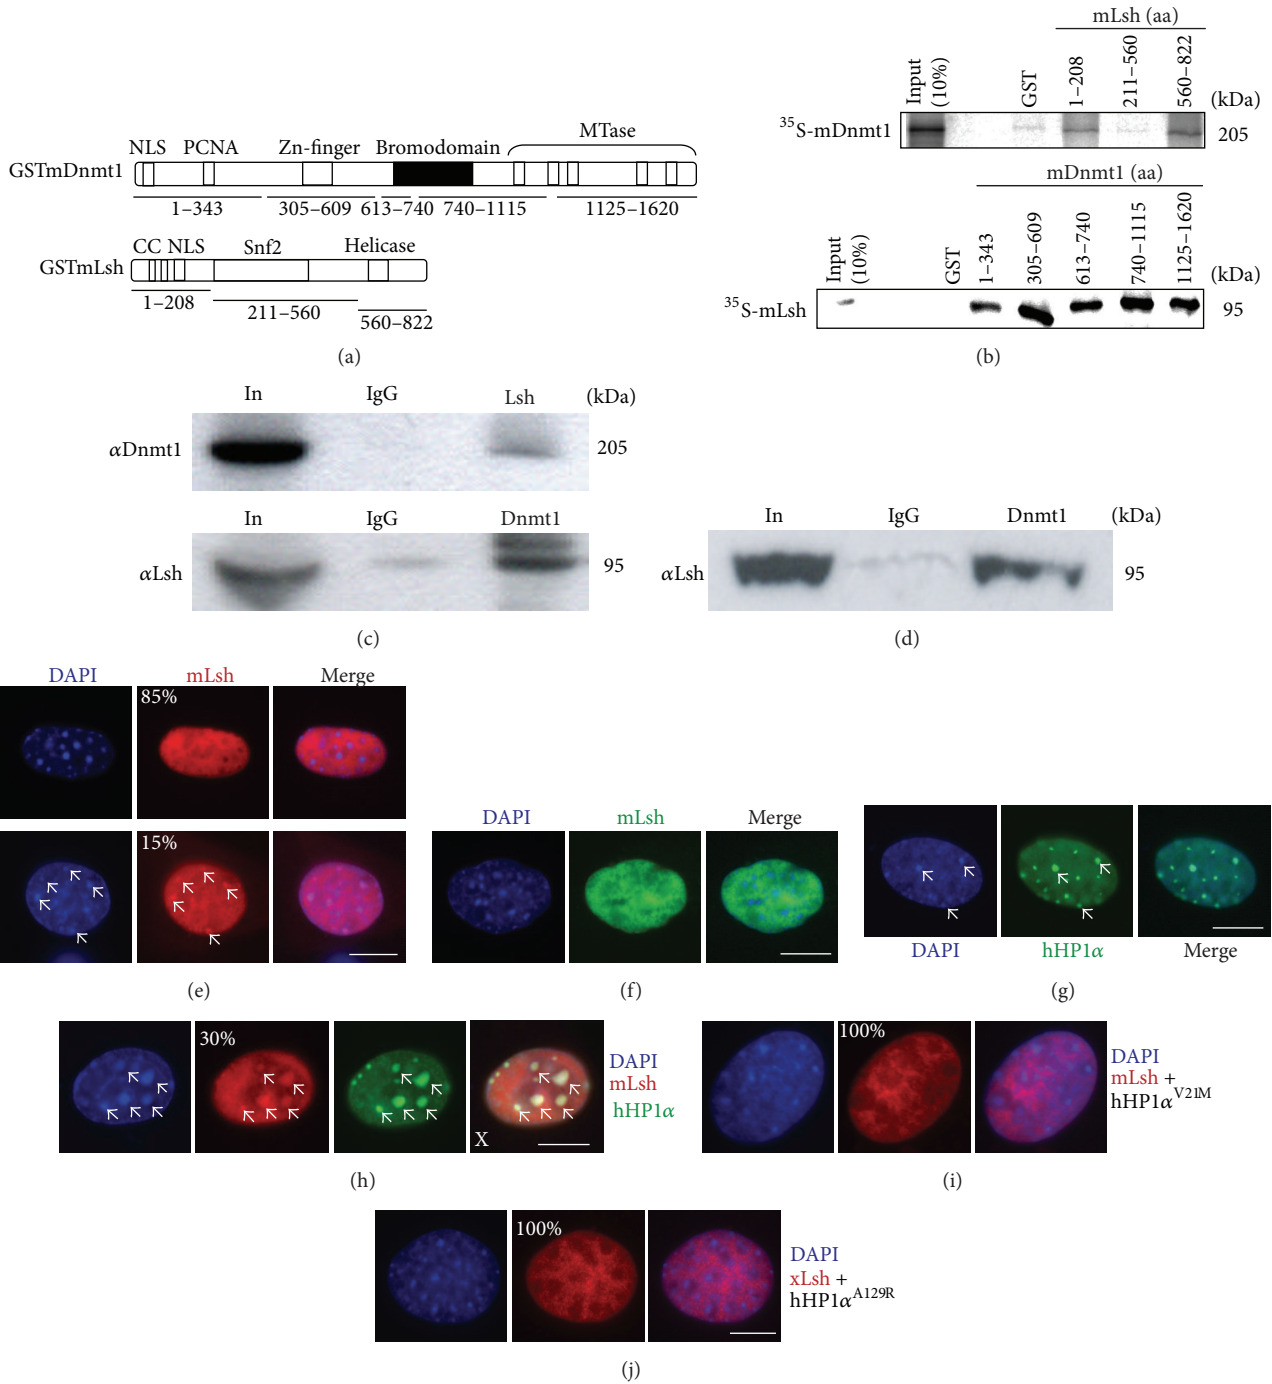 NLS PCNA Zn-finger Bromodomain MTase
GSTmDnmt1
1–343 305–609 613–740 740–1115 1125–1620
CC NLS Snf2 Helicase
GSTmLsh
1–208 211–560 560–822
(a)
mLsh (aa)
Input (10%) GST 1–208 211–560 560–822 (kDa)
³⁵S-mDnmt1 205
mDnmt1 (aa)
Input (10%) GST 1–343 305–609 613–740 740–1115 1125–1620 (kDa)
³⁵S-mLsh 95
(b)
In IgG Lsh (kDa)
αDnmt1 205
In IgG Dnmt1
αLsh 95
(c)
In IgG Dnmt1 (kDa)
αLsh 95
(d)
DAPI mLsh Merge
85%
15%
(e)
DAPI mLsh Merge
(f)
DAPI hHP1α Merge
(g)
30%
X
DAPI
mLsh
hHP1α
(h)
100%
DAPI
mLsh +
hHP1α^V21M
(i)
100%
DAPI
xLsh +
hHP1α^A129R
(j)